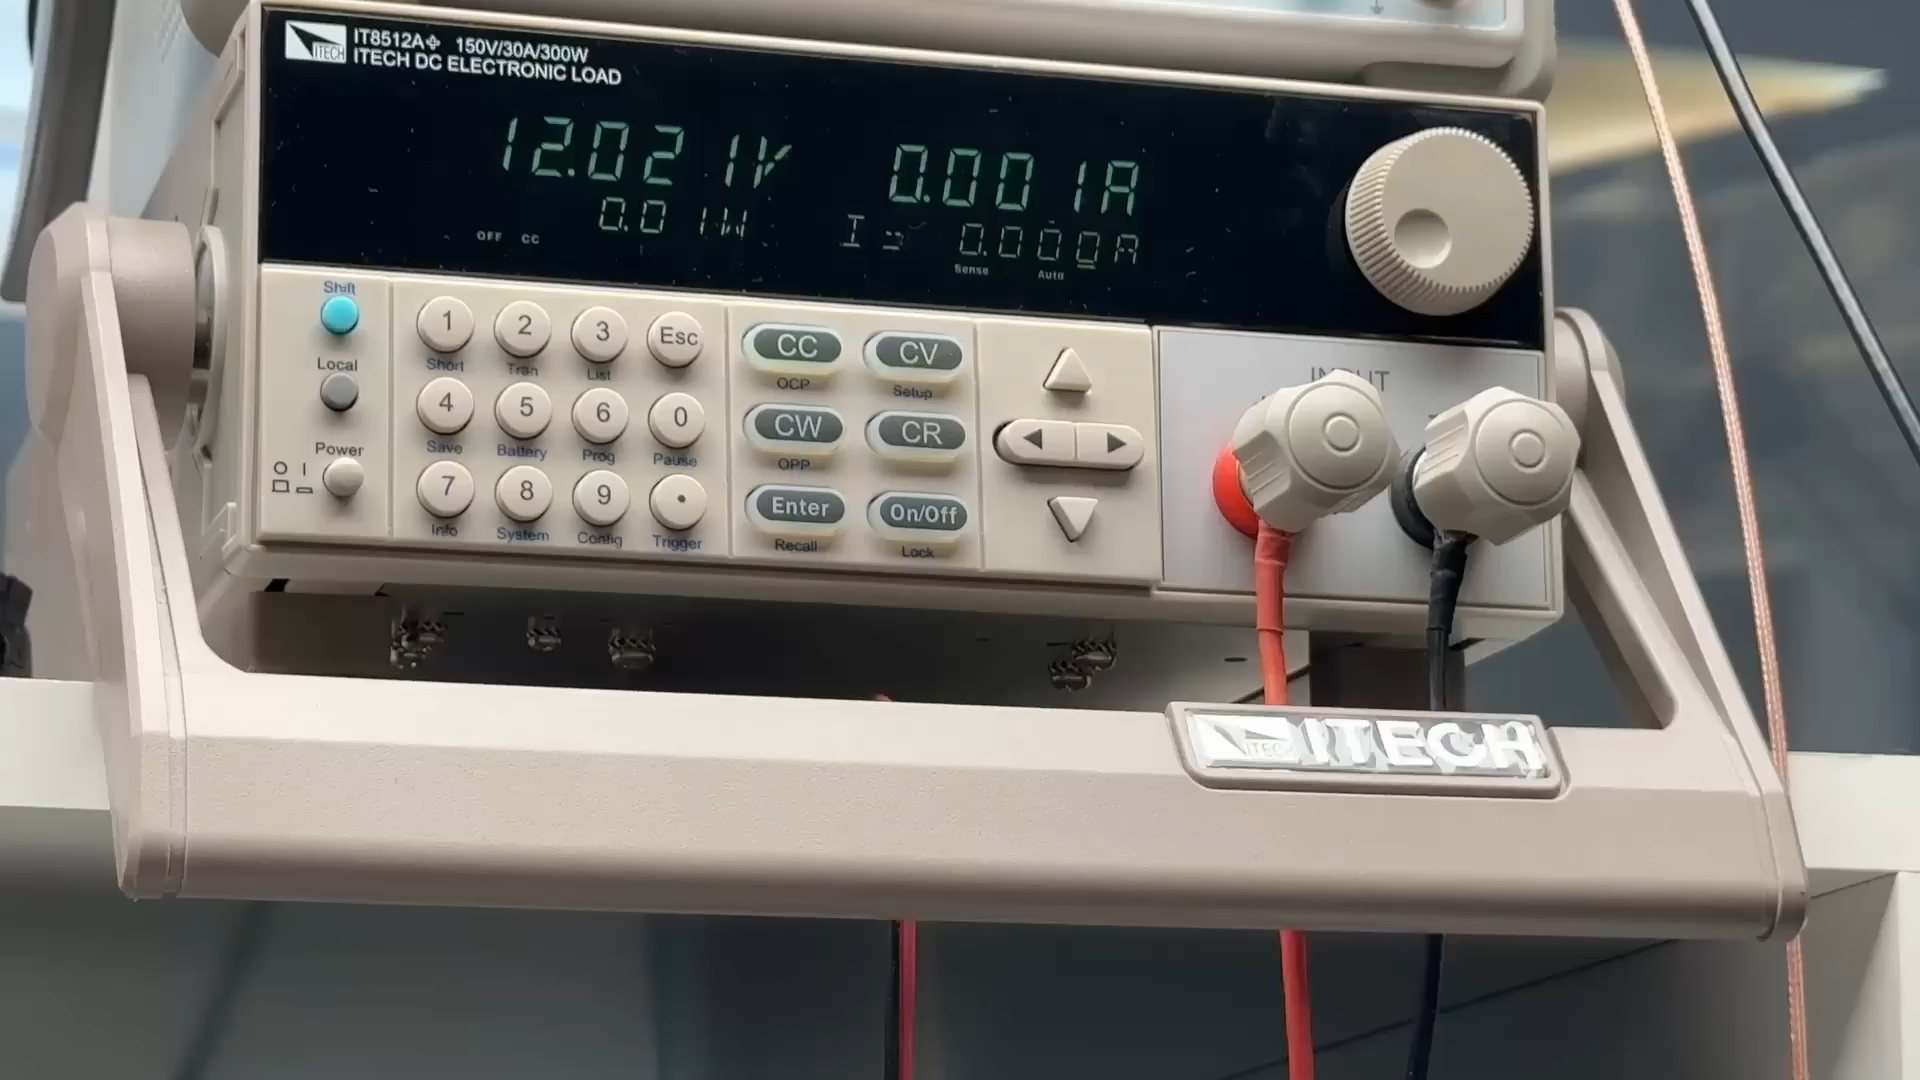 ITECH
IT8512A+ 150V/30A/300W
ITECH DC ELECTRONIC LOAD
12.021V 0.001A
0.01W I = 0.000A
OFF CC Sense Auto
Shift
Local
Power
O I
1 2 3 Esc
Short Tran List
4 5 6 0
Save Battery Prog Pause
7 8 9 .
Info System Config Trigger
CC CV
OCP Setup
CW CR
OPP
Enter On/Off
Recall Lock
INPUT
ITECH